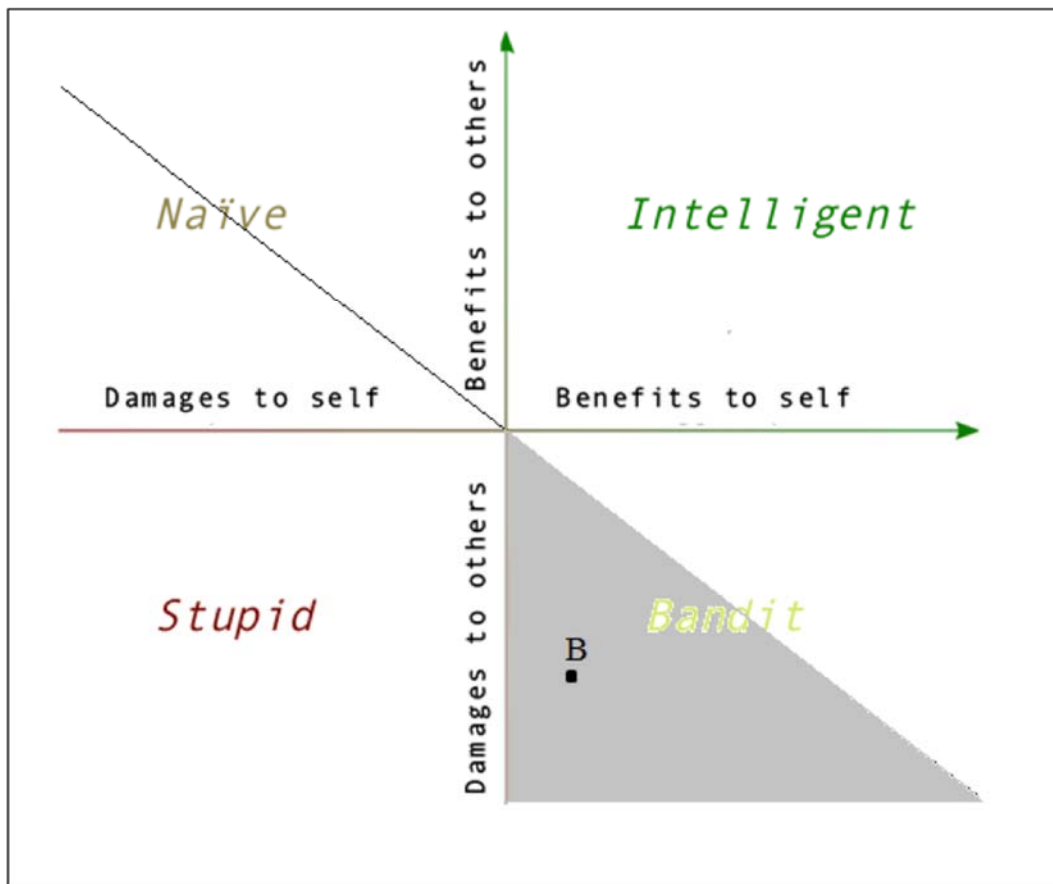 Benefits to others
Naïve
Intelligent
Damages to self
Benefits to self
Damages to others
Stupid
Bandit
B